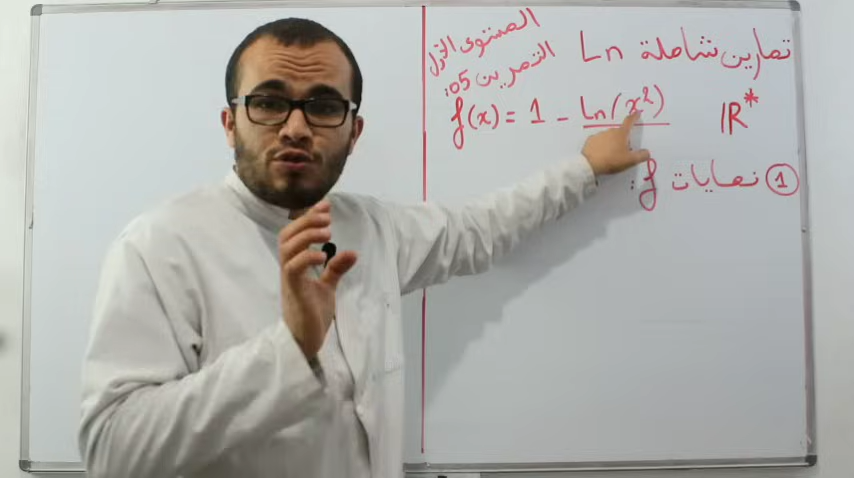 تمارين شاملة Ln
المستوى الأول
التمرين 05:
f(x) = 1 - Ln(x²) IR*
① نهايات f: